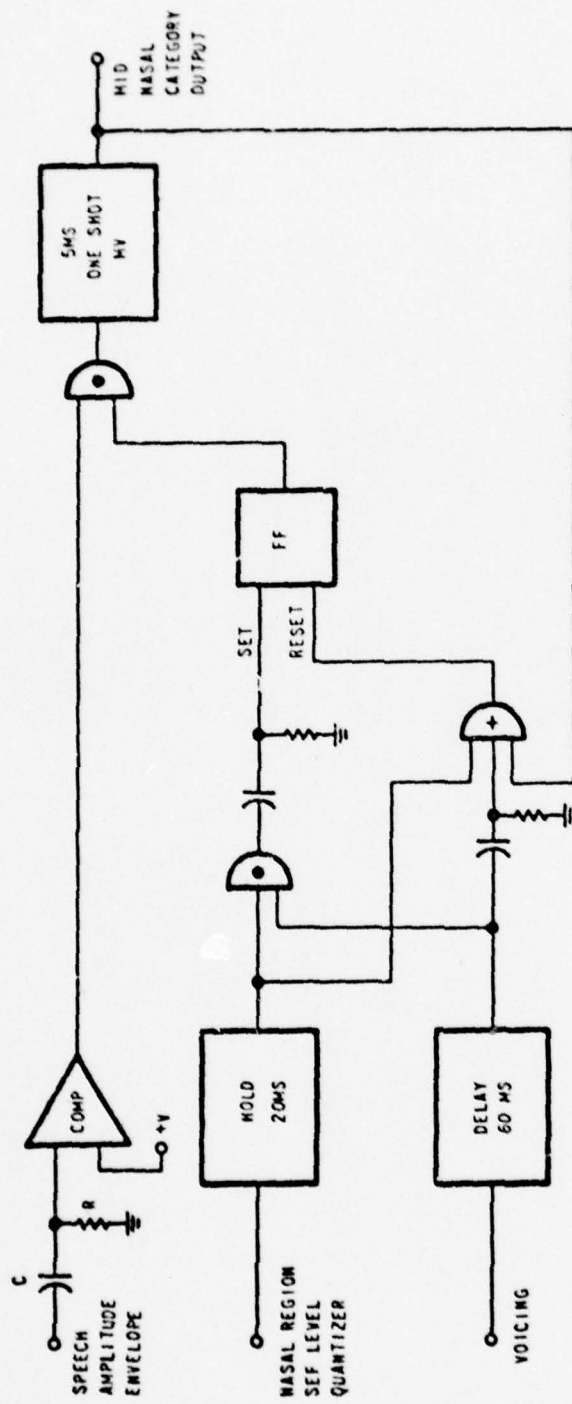 C
SPEECH
AMPLITUDE
ENVELOPE
R
COMP
+V
5MS
ONE SHOT
MV
MID
NASAL
CATEGORY
OUTPUT
NASAL REGION
SEF LEVEL
QUANTIZER
HOLD
20MS
SET
RESET
FF
VOICING
DELAY
60 MS
+